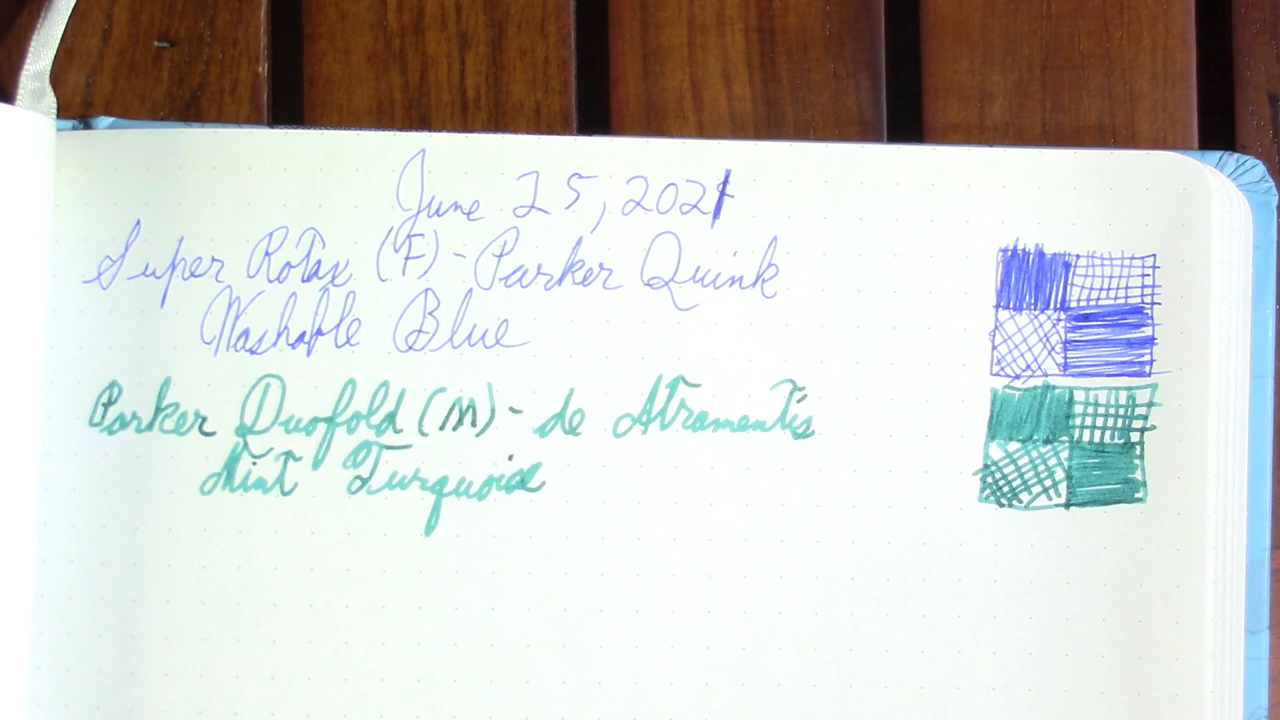 June 25, 2021
Super Rotax (F) - Parker Quink
Washable Blue
Parker Duofold (M) - de Atramentis
Mint Turquoise